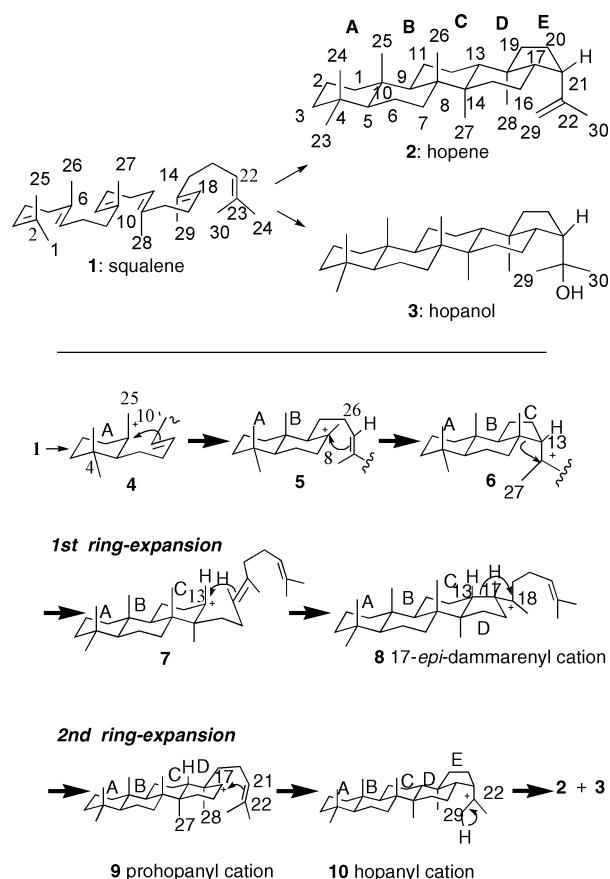 A B C D E
24 25 26 11 13 19 20 17 H
2 1 9 10 21
3 4 5 6 7 8 14 16 22
23 27 28 29 30
2: hopene
25 26 27 14 22
6 18
2 1 10 28 29 23 30 24
1: squalene
H
29 30
OH
3: hopanol
25 10 +
A
1 4
4
A B + 26 H
8
5
A B C H
13
+
27
6
1st ring-expansion
A B C 13 H H +
7
A B C 13 H 17 H 18 +
D
8 17-epi-dammarenyl cation
2nd ring-expansion
A B C H D 17 + 21
22
27 28
9 prohopanyl cation
E
A B C D + 22
29
H
10 hopanyl cation
2 + 3